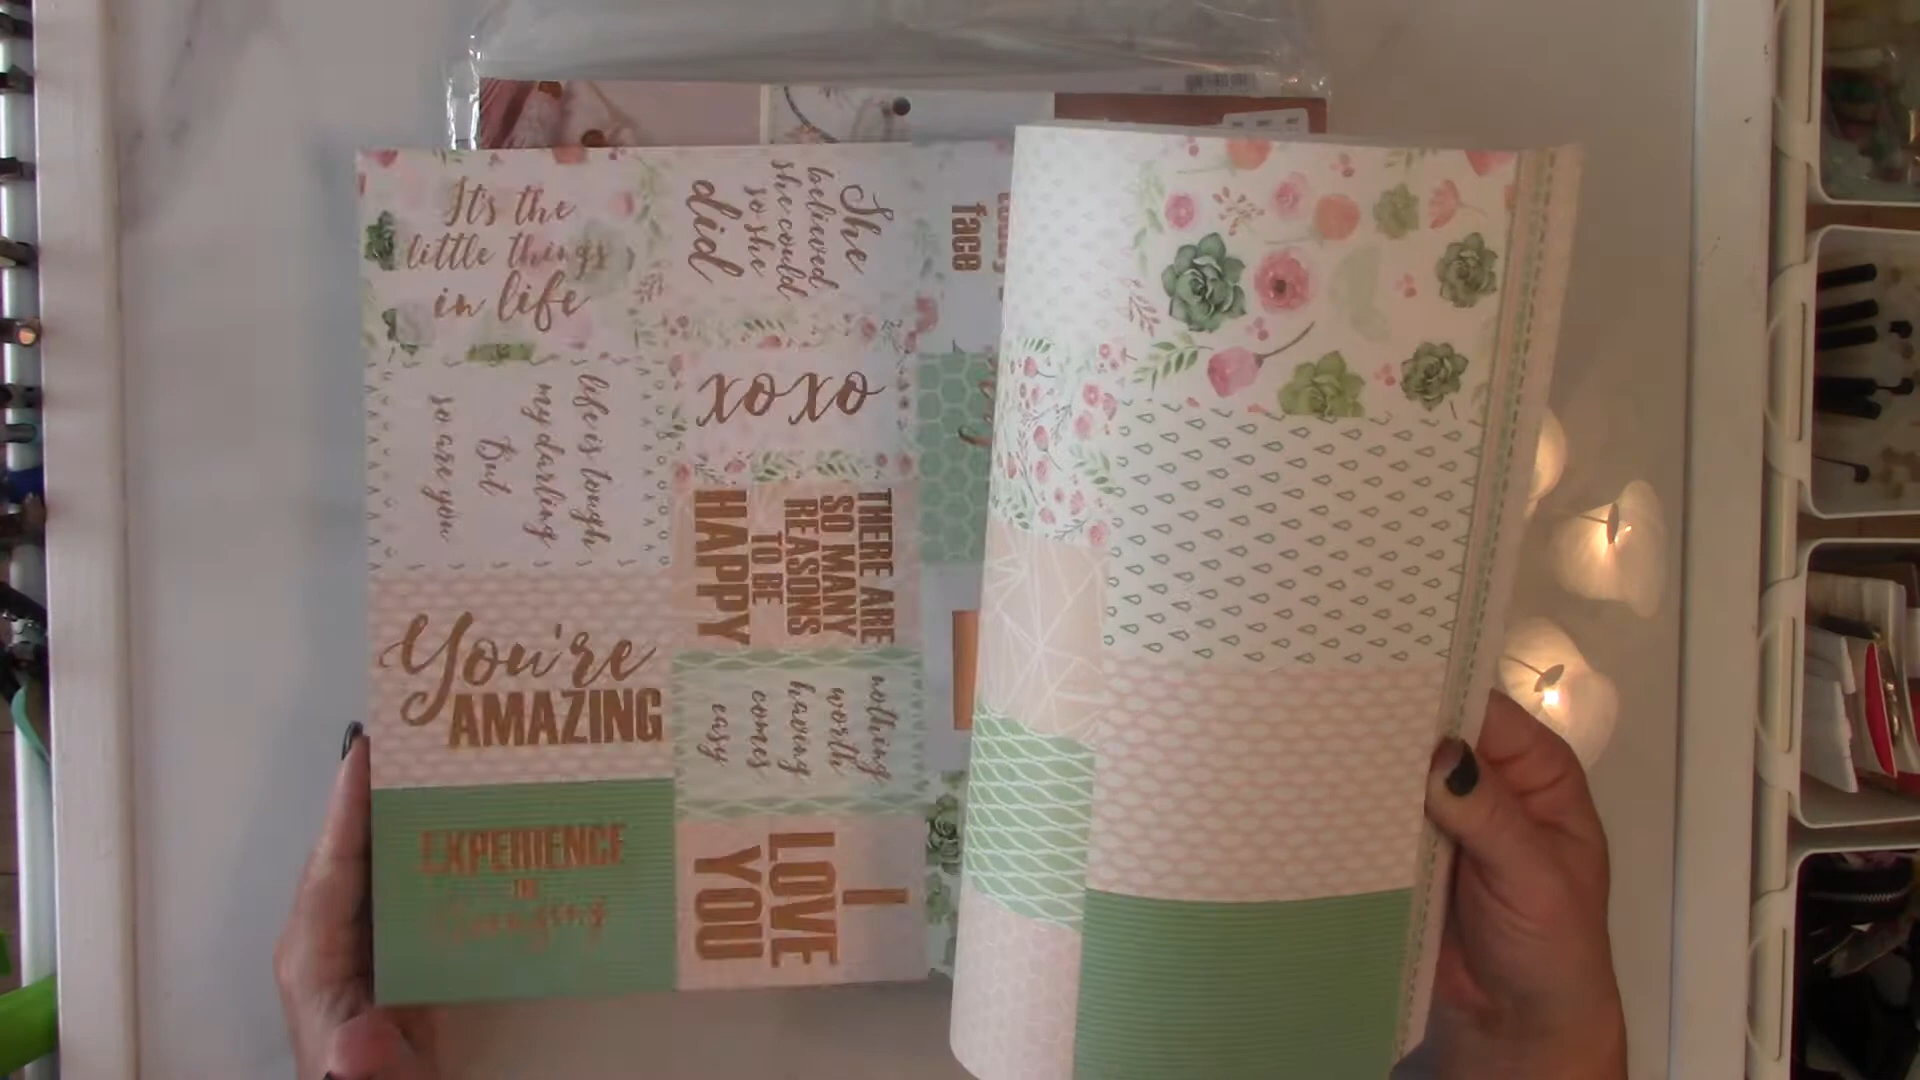 It's the
little things
in life
She
believed
she could
so she
did
face
life is tough
my darling
But
so are you
xoxo
THERE ARE
SO MANY
REASONS
TO BE
HAPPY
You're
AMAZING
nothing
worth
having
comes
easy
EXPERIENCE
THE
I
LOVE
YOU